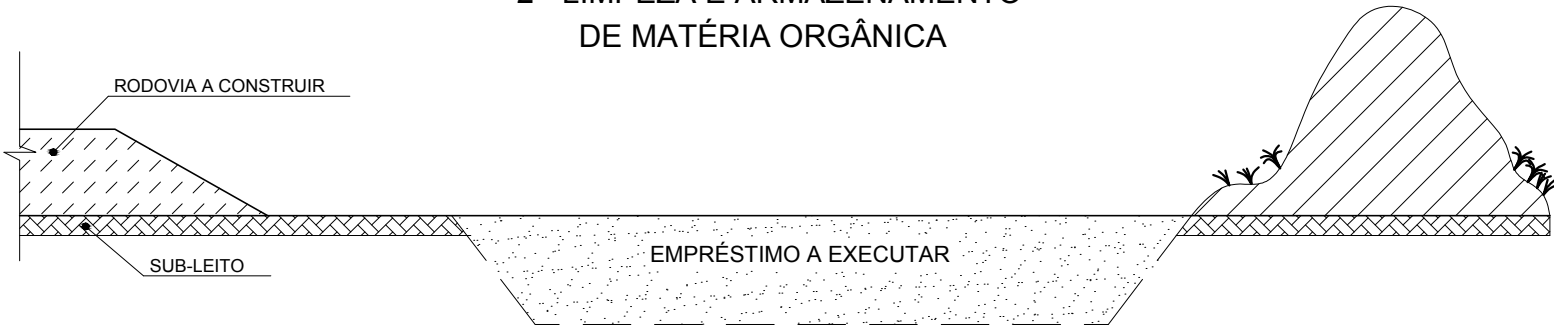 DE MATÉRIA ORGÂNICA
RODOVIA A CONSTRUIR
EMPRÉSTIMO A EXECUTAR
SUB-LEITO